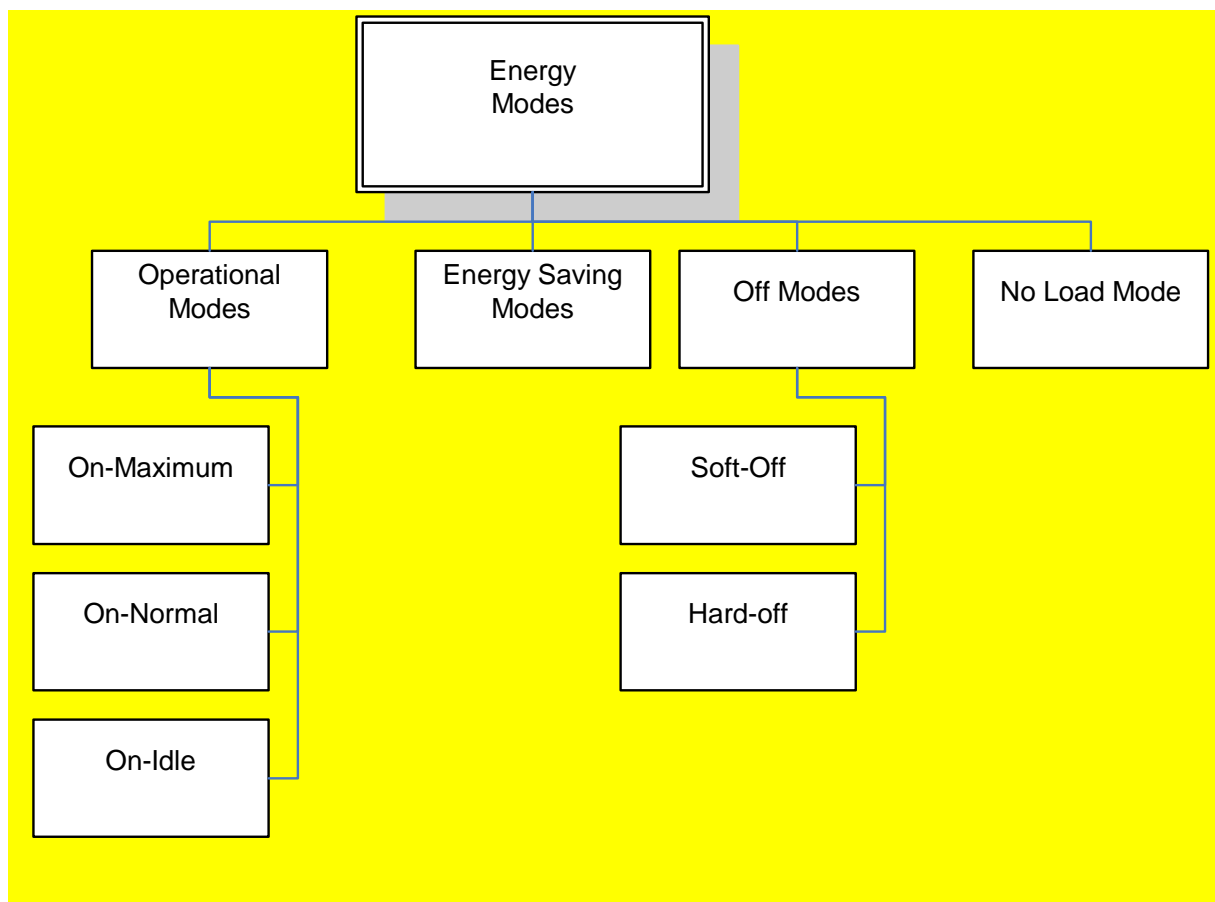 Energy
Modes
Operational
Modes
Energy Saving
Modes
Off Modes
No Load Mode
On-Maximum
Soft-Off
On-Normal
Hard-off
On-Idle